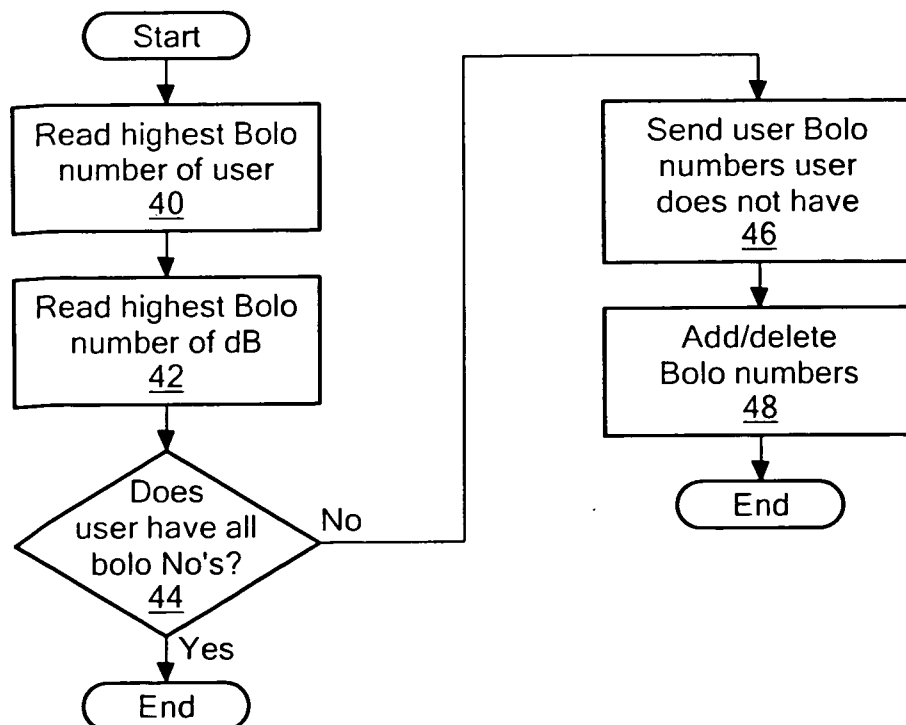 Start
Read highest Bolo
number of user
40
Read highest Bolo
number of dB
42
Does
user have all
bolo No's?
44
No
Yes
End
Send user Bolo
numbers user
does not have
46
Add/delete
Bolo numbers
48
End